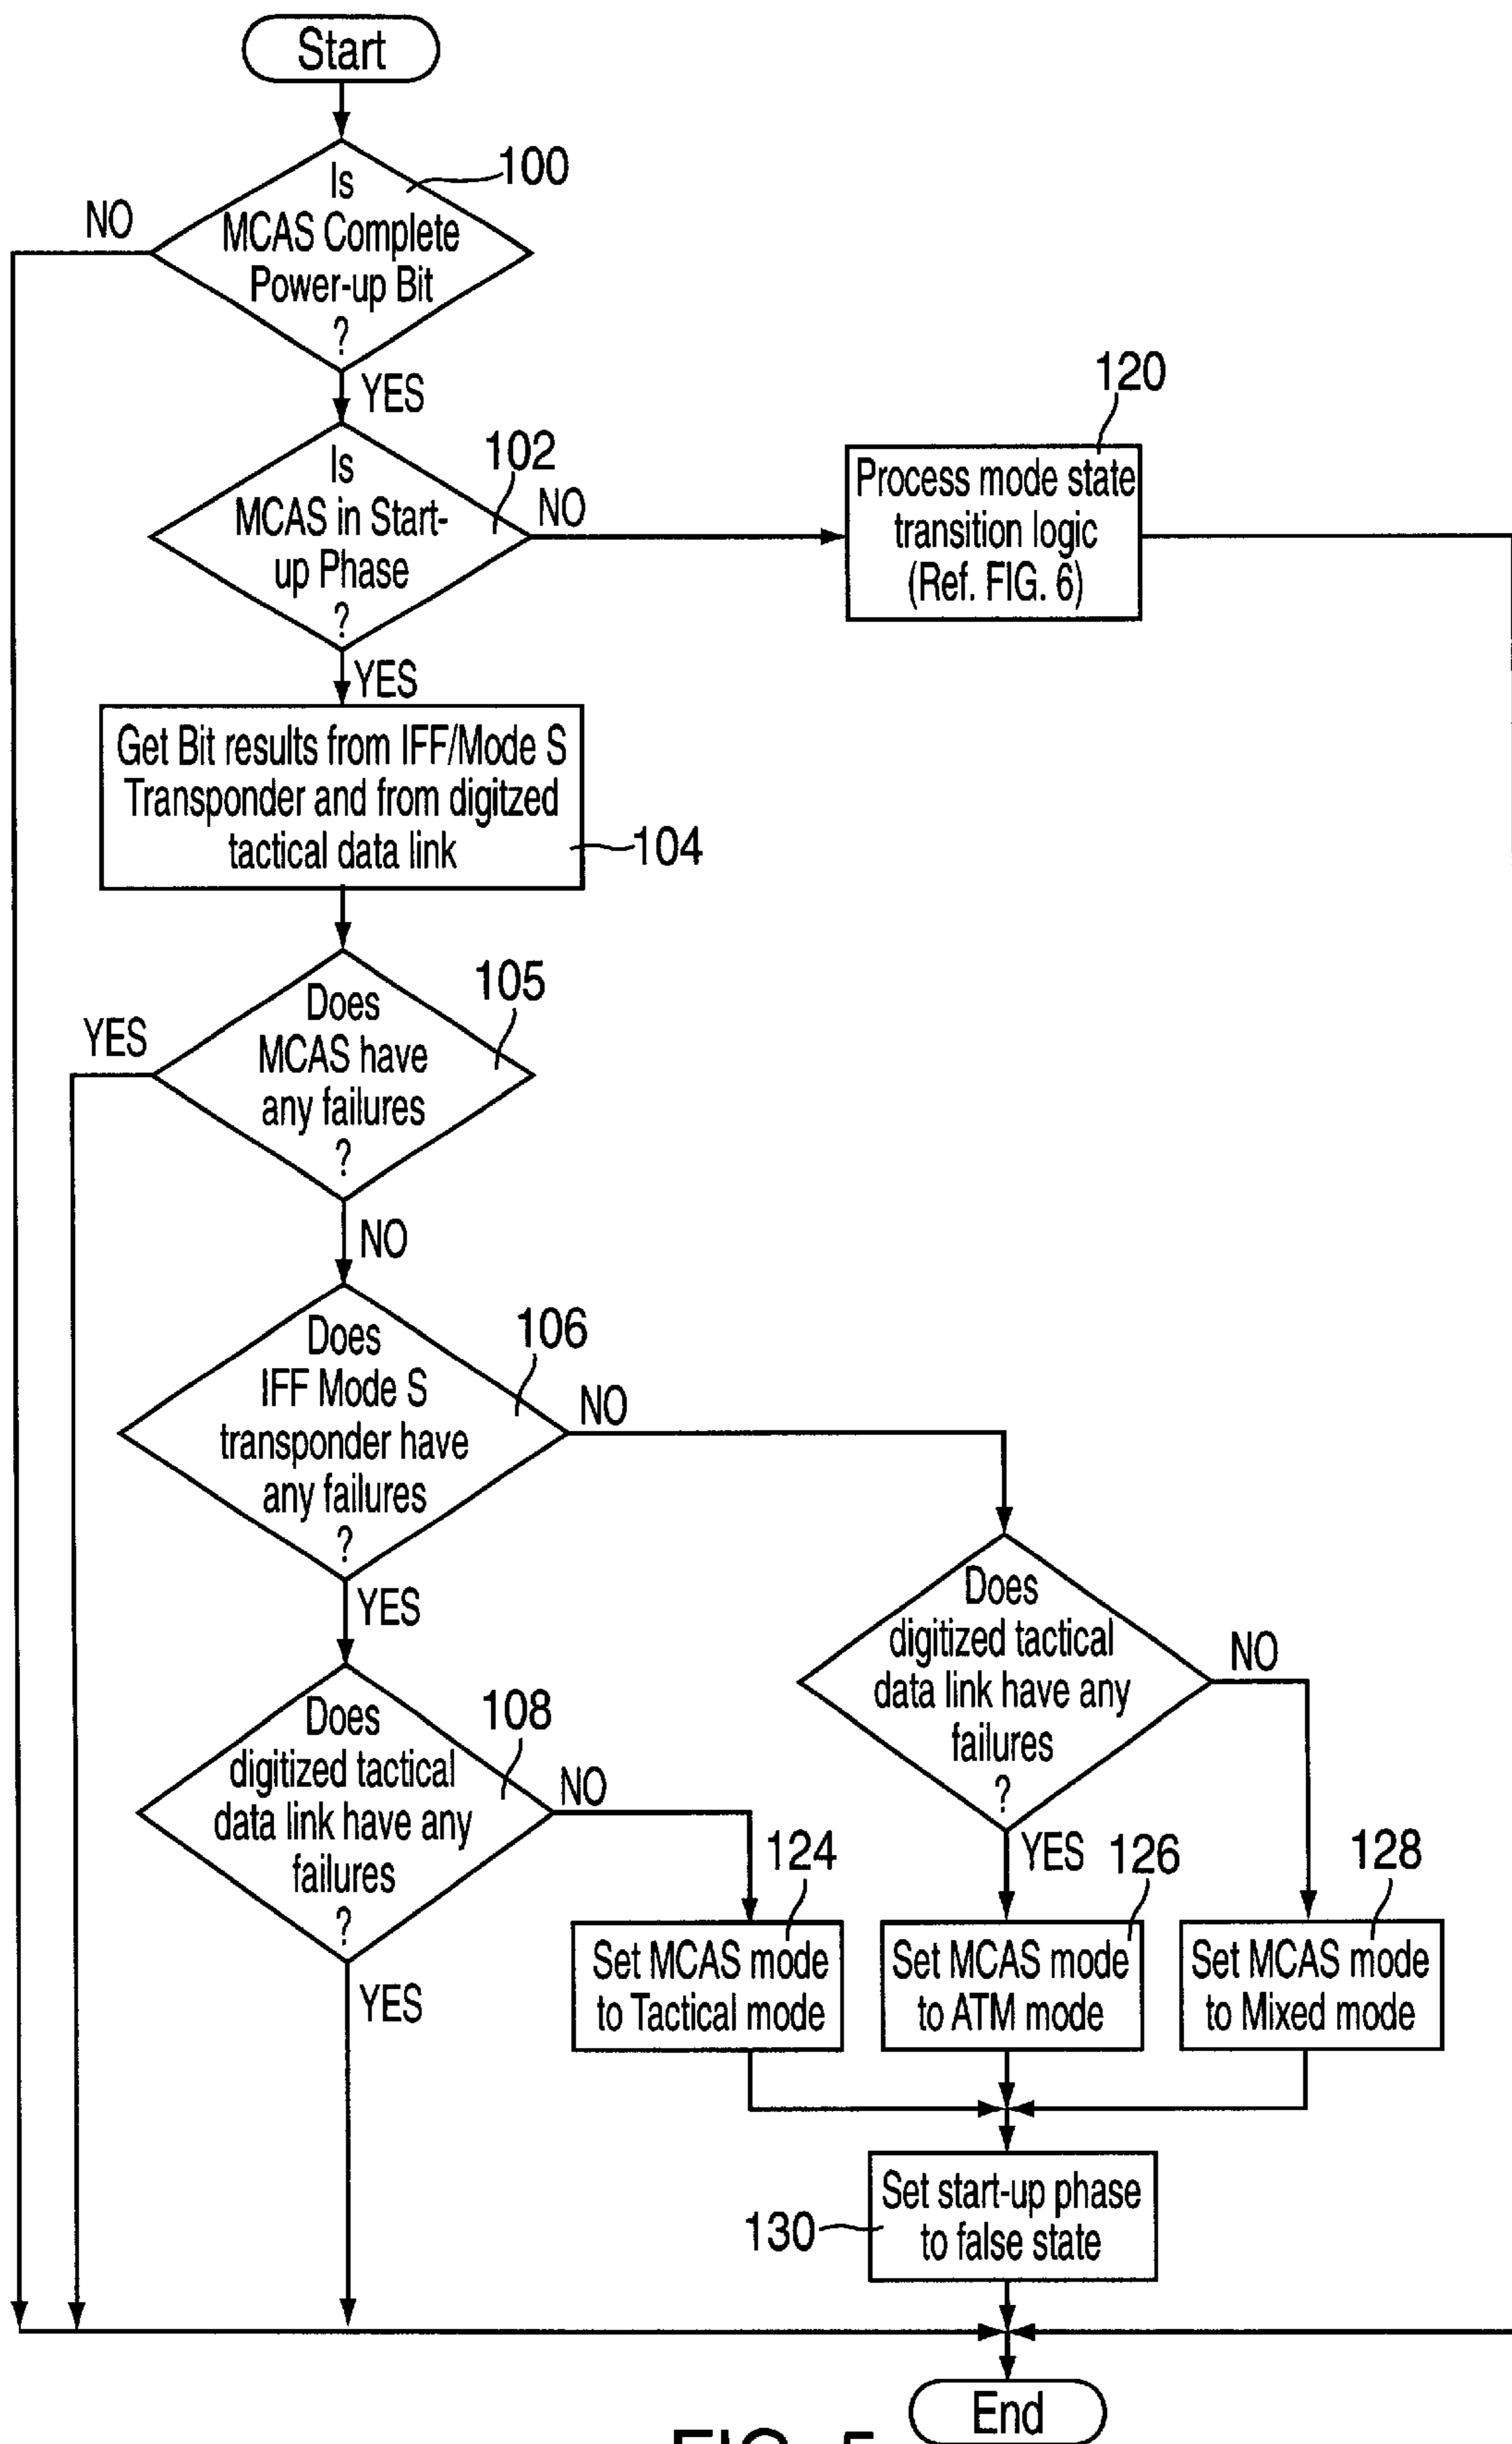 Start
100
Is
MCAS Complete
Power-up Bit
?
NO
YES
102
Is
MCAS in Start-
up Phase
?
NO
120
Process mode state
transition logic
(Ref. FIG. 6)
YES
Get Bit results from IFF/Mode S
Transponder and from digitzed
tactical data link
104
105
Does
MCAS have
any failures
?
YES
NO
106
Does
IFF Mode S
transponder have
any failures
?
NO
YES
Does
digitized tactical
data link have any
failures
?
NO
YES
108
Does
digitized tactical
data link have any
failures
?
NO
YES
124
Set MCAS mode
to Tactical mode
126
Set MCAS mode
to ATM mode
128
Set MCAS mode
to Mixed mode
130
Set start-up phase
to false state
End
FIG. 5